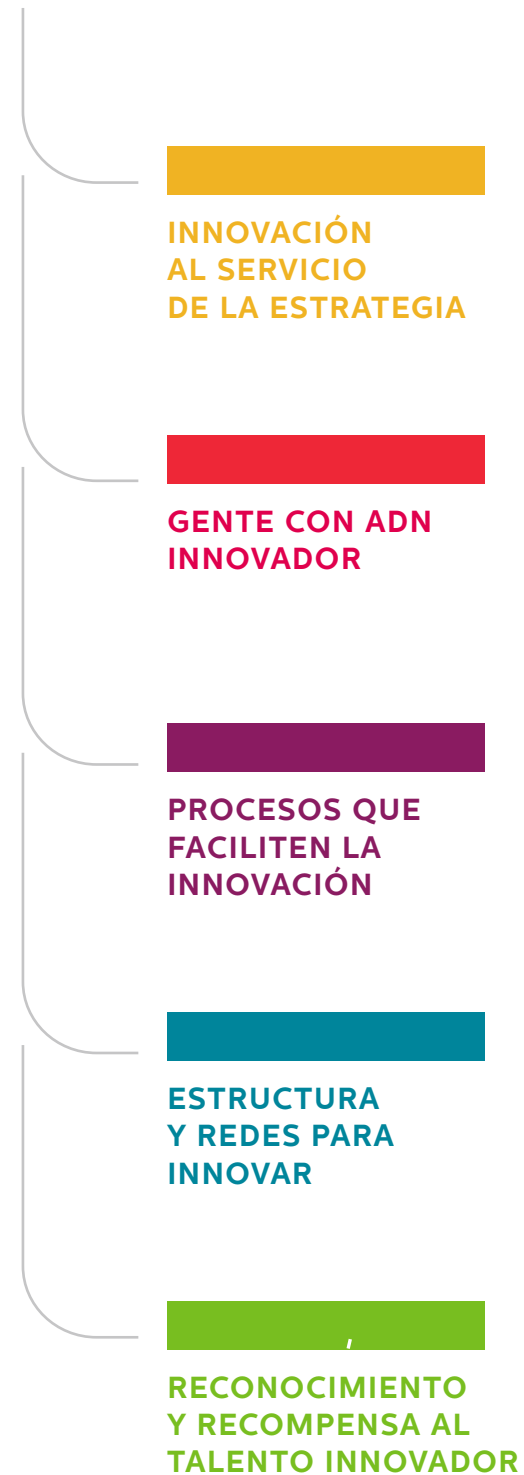 INNOVACIÓN
AL SERVICIO
DE LA ESTRATEGIA
GENTE CON ADN
INNOVADOR
PROCESOS QUE
FACILITEN LA
INNOVACIÓN
ESTRUCTURA
Y REDES PARA
INNOVAR
,
RECONOCIMIENTO
Y RECOMPENSA AL
TALENTO INNOVADOR